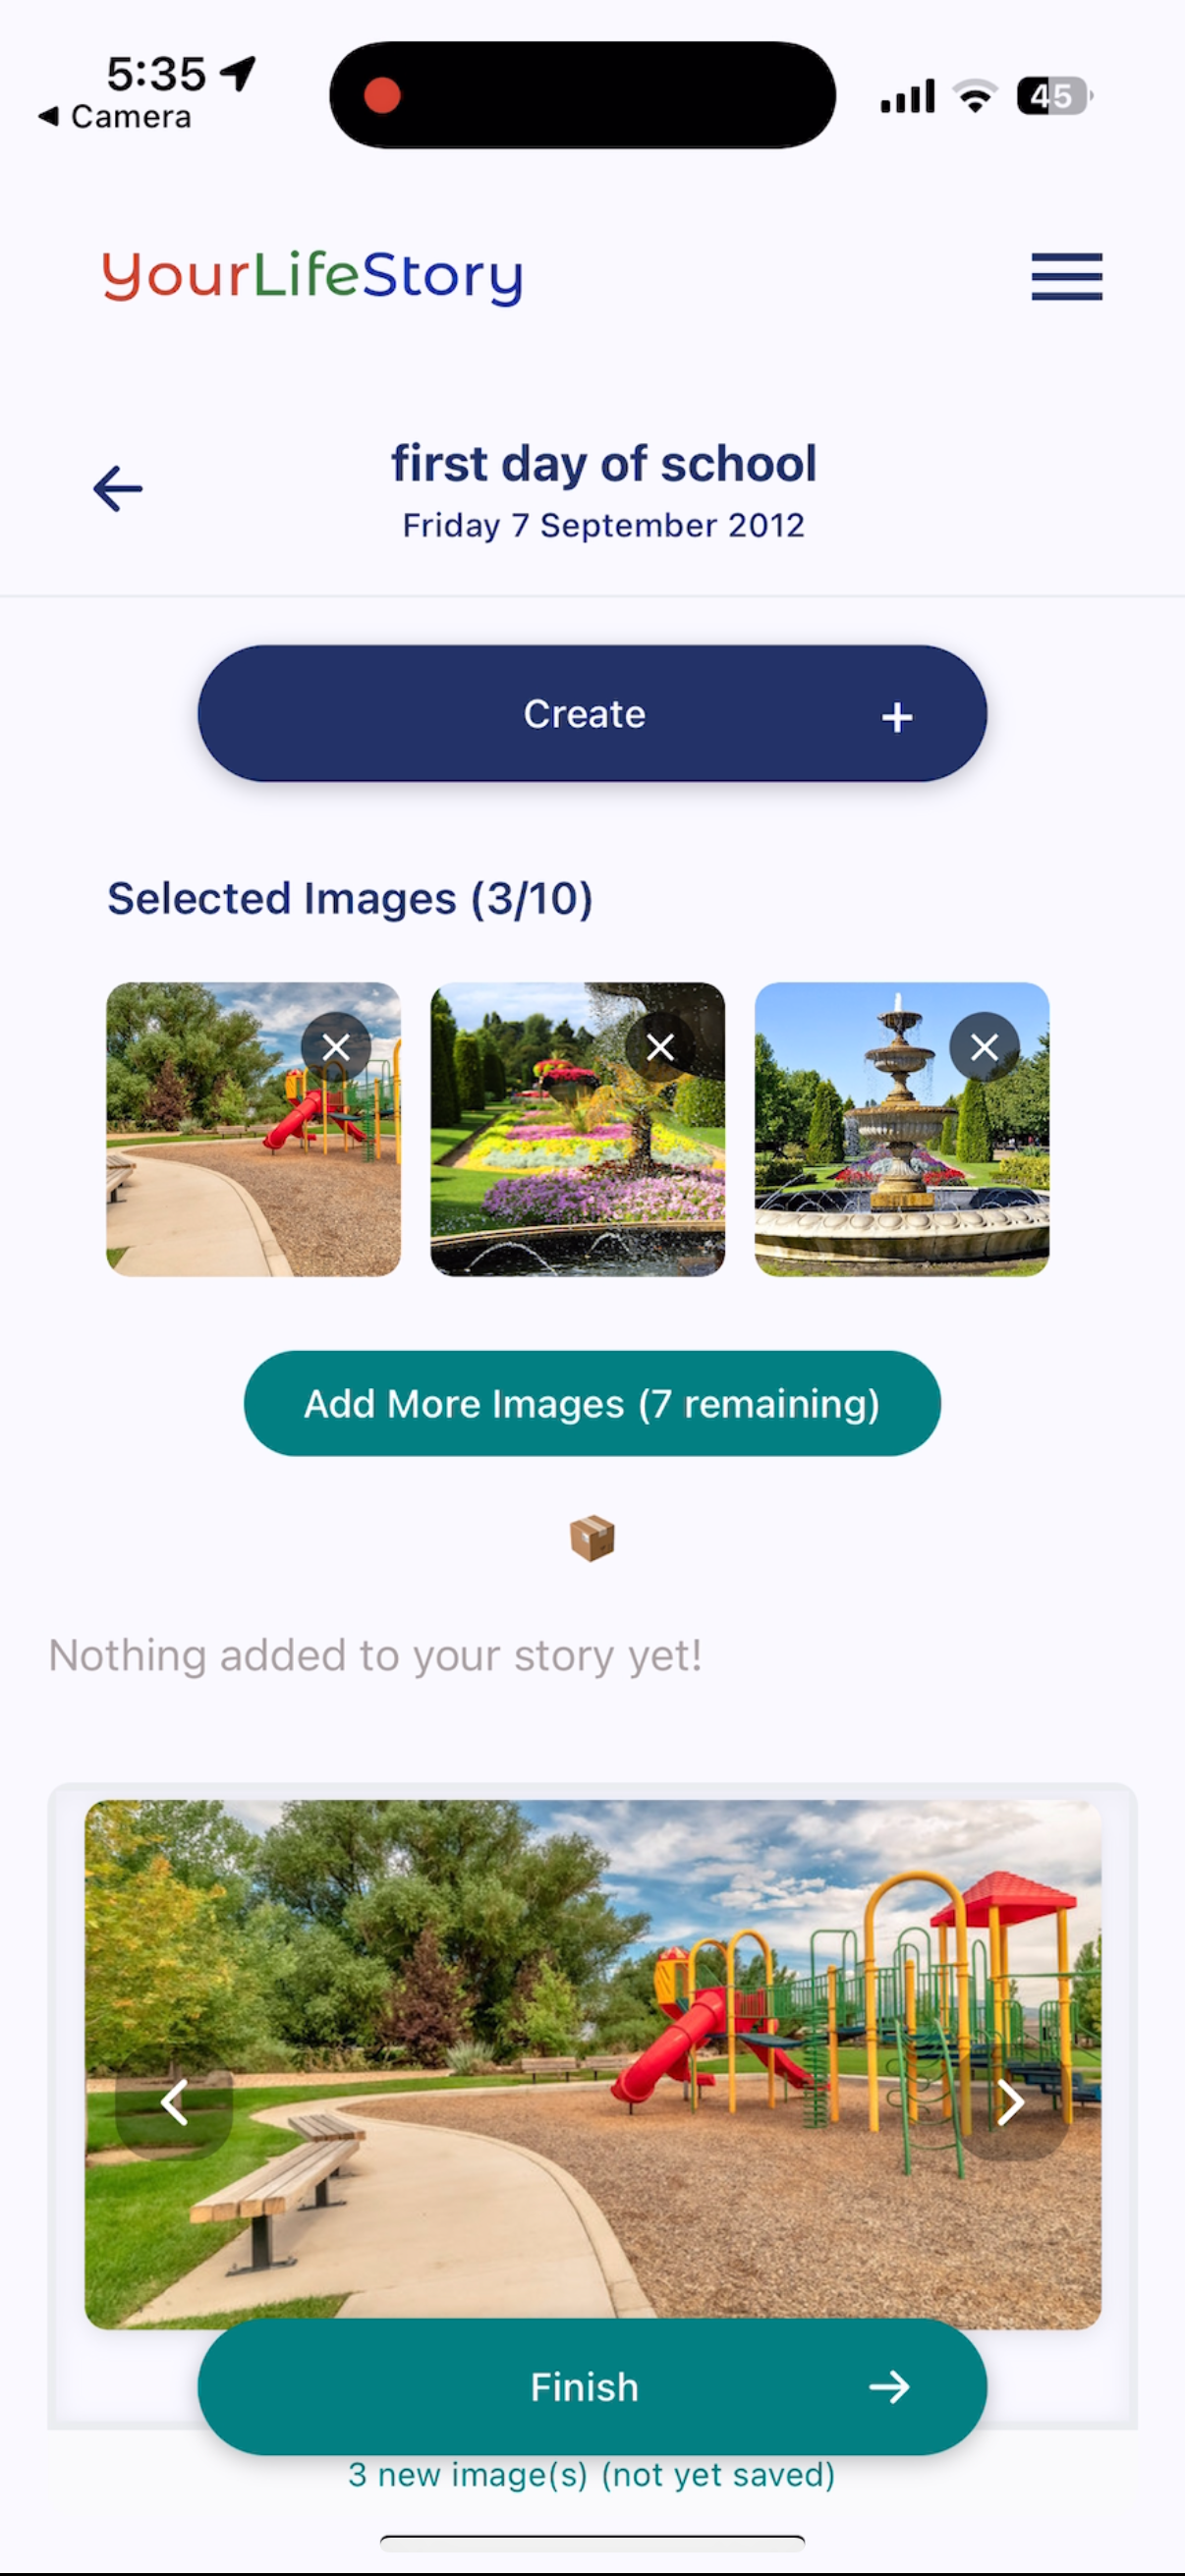 5:35
Camera
45
YourLifeStory
first day of school
Friday 7 September 2012
Create +
Selected Images (3/10)
Add More Images (7 remaining)
Nothing added to your story yet!
Finish
3 new image(s) (not yet saved)